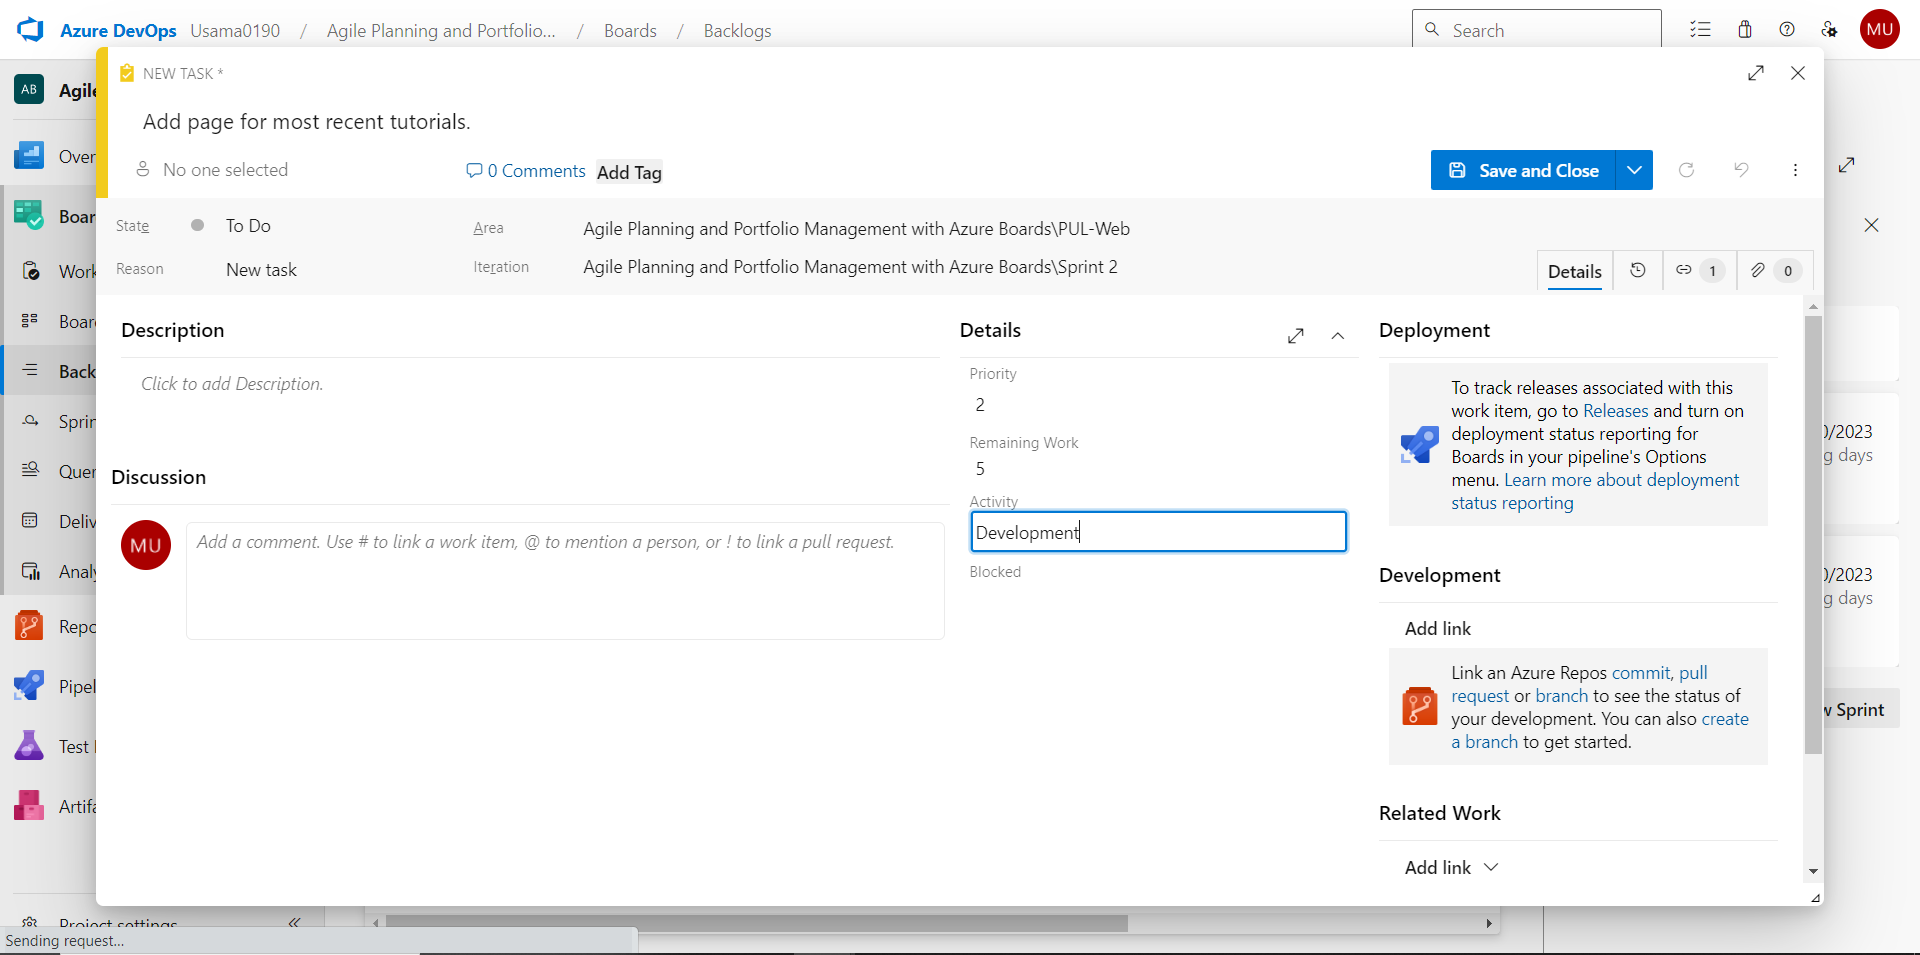 Azure DevOps Usama0190 / Agile Planning and Portfolio... / Boards / Backlogs
Search
MU
AB Agile
Over
Boar
Work
Boar
Back
Sprin
Quer
Deliv
Analy
Repo
Pipel
Test
Artifa
Project settings
Sending request...
NEW TASK *
Add page for most recent tutorials.
No one selected
0 Comments
Add Tag
Save and Close
State
To Do
Area
Agile Planning and Portfolio Management with Azure Boards\PUL-Web
Reason
New task
Iteration
Agile Planning and Portfolio Management with Azure Boards\Sprint 2
Details
1
0
Description
Click to add Description.
Discussion
MU
Add a comment. Use # to link a work item, @ to mention a person, or ! to link a pull request.
Details
Priority
2
Remaining Work
5
Activity
Development
Blocked
Deployment
To track releases associated with this
work item, go to Releases and turn on
deployment status reporting for
Boards in your pipeline's Options
menu. Learn more about deployment
status reporting
Development
Add link
Link an Azure Repos commit, pull
request or branch to see the status of
your development. You can also create
a branch to get started.
Related Work
Add link
0/2023
g days
0/2023
g days
w Sprint